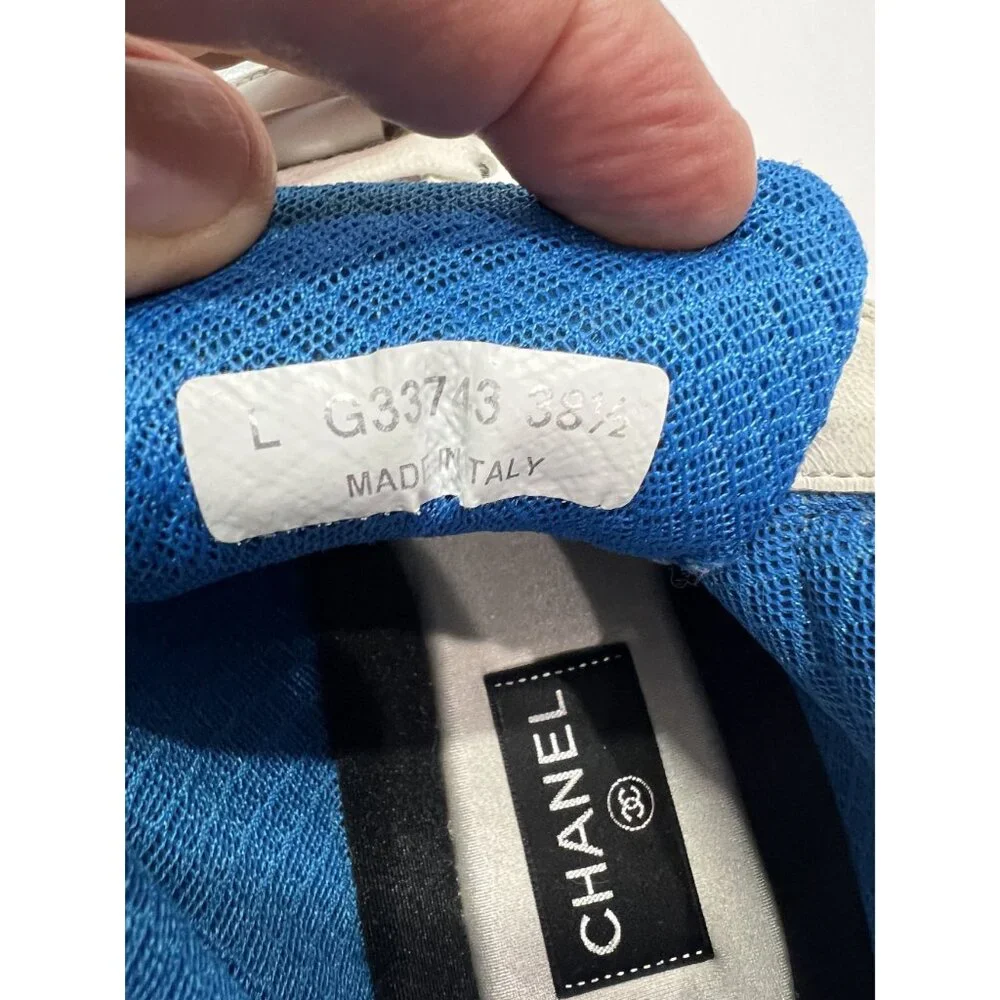 L G33743 38½
MADE IN ITALY
CHANEL